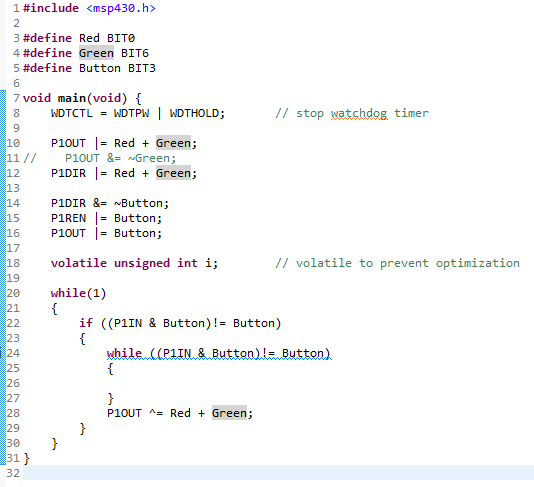 1 #include <msp430.h>
2
3 #define Red BIT0
4 #define Green BIT6
5 #define Button BIT3
6
7 void main(void) {
8     WDTCTL = WDTPW | WDTHOLD;       // stop watchdog timer
9
10     P1OUT |= Red + Green;
11 //    P1OUT &= ~Green;
12     P1DIR |= Red + Green;
13
14     P1DIR &= ~Button;
15     P1REN |= Button;
16     P1OUT |= Button;
17
18     volatile unsigned int i;        // volatile to prevent optimization
19
20     while(1)
21     {
22         if ((P1IN & Button)!= Button)
23         {
24             while ((P1IN & Button)!= Button)
25             {
26
27             }
28             P1OUT ^= Red + Green;
29         }
30     }
31 }
32